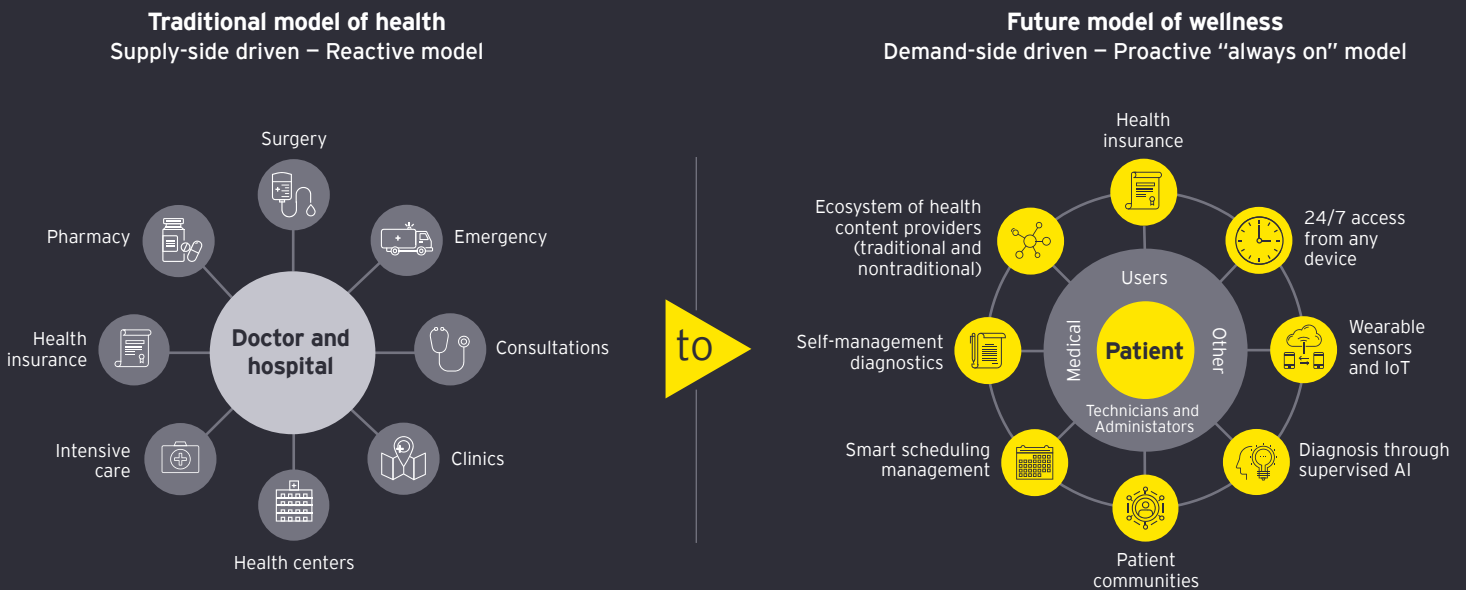 Traditional model of health
Supply-side driven – Reactive model
Surgery
Pharmacy
Emergency
Health
insurance
Doctor and
hospital
Consultations
Intensive
care
Clinics
Health centers
to
Future model of wellness
Demand-side driven – Proactive “always on” model
Health
insurance
Ecosystem of health
content providers
(traditional and
nontraditional)
24/7 access
from any
device
Users
Self-management
diagnostics
Medical
Patient
Other
Wearable
sensors
and IoT
Technicians and
Administators
Smart scheduling
management
Diagnosis through
supervised AI
Patient
communities